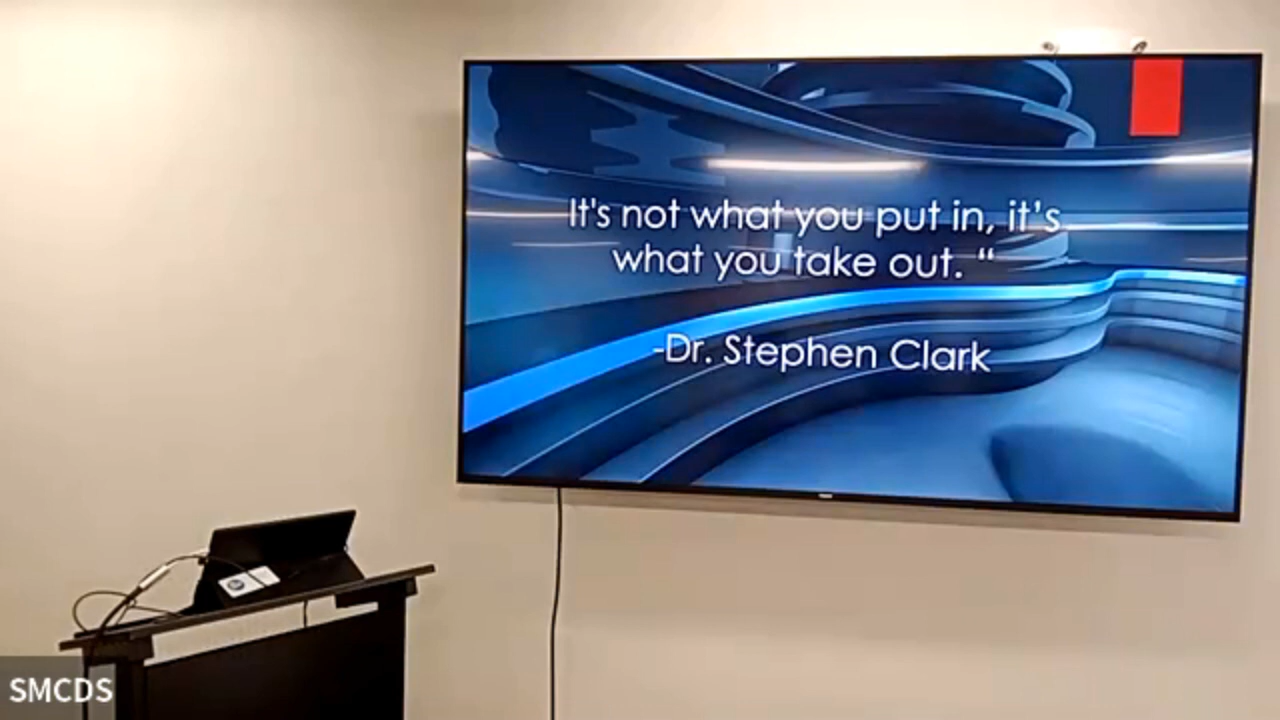 It's not what you put in, it’s
what you take out. “
-Dr. Stephen Clark
SMCDS